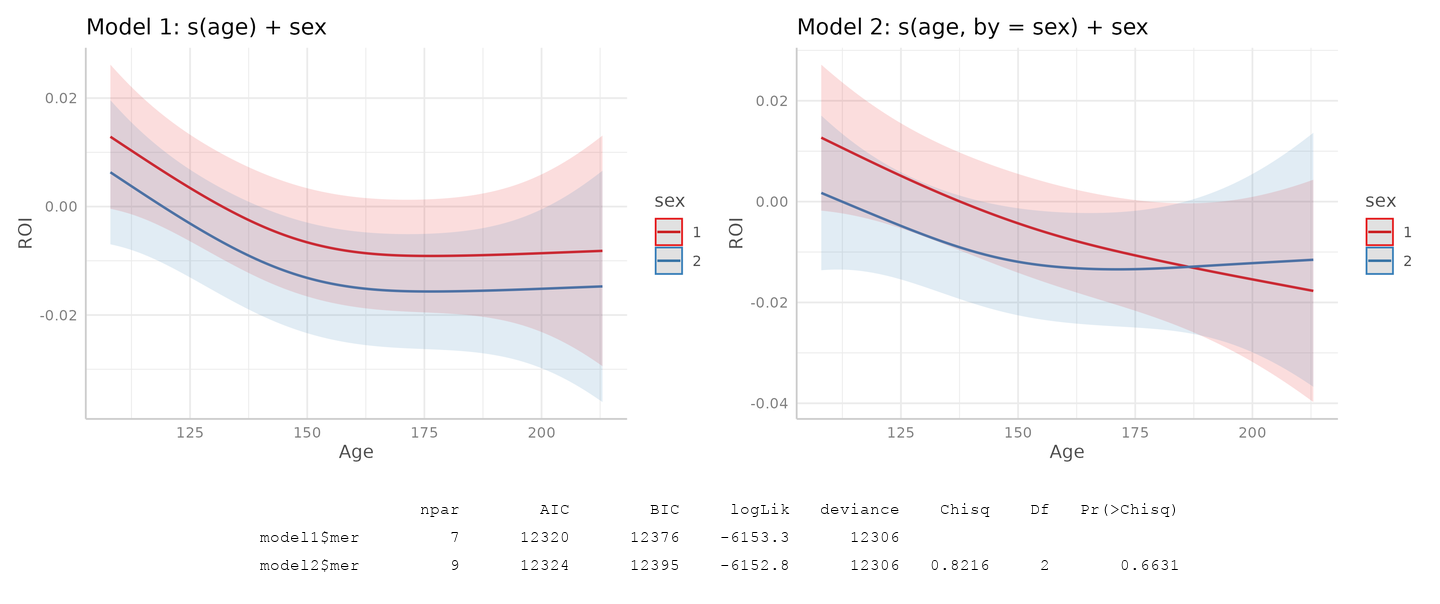 Model 1: s(age) + sex
0.02
0.00
-0.02
ROI
125 150 175 200
Age
sex
1
2
Model 2: s(age, by = sex) + sex
0.02
0.00
-0.02
-0.04
ROI
125 150 175 200
Age
sex
1
2
npar AIC BIC logLik deviance Chisq Df Pr(>Chisq)
model1$mer 7 12320 12376 -6153.3 12306
model2$mer 9 12324 12395 -6152.8 12306 0.8216 2 0.6631